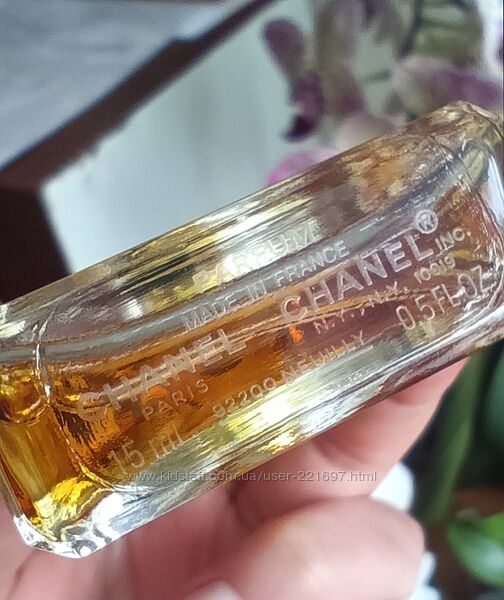 PARFUM
MADE IN FRANCE
CHANEL CHANEL® INC.
PARIS N.Y., N.Y. 10019
15 ml 92200 NEUILLY 0.5 FL OZ
www.kidstaff.com.ua/user-221697.html